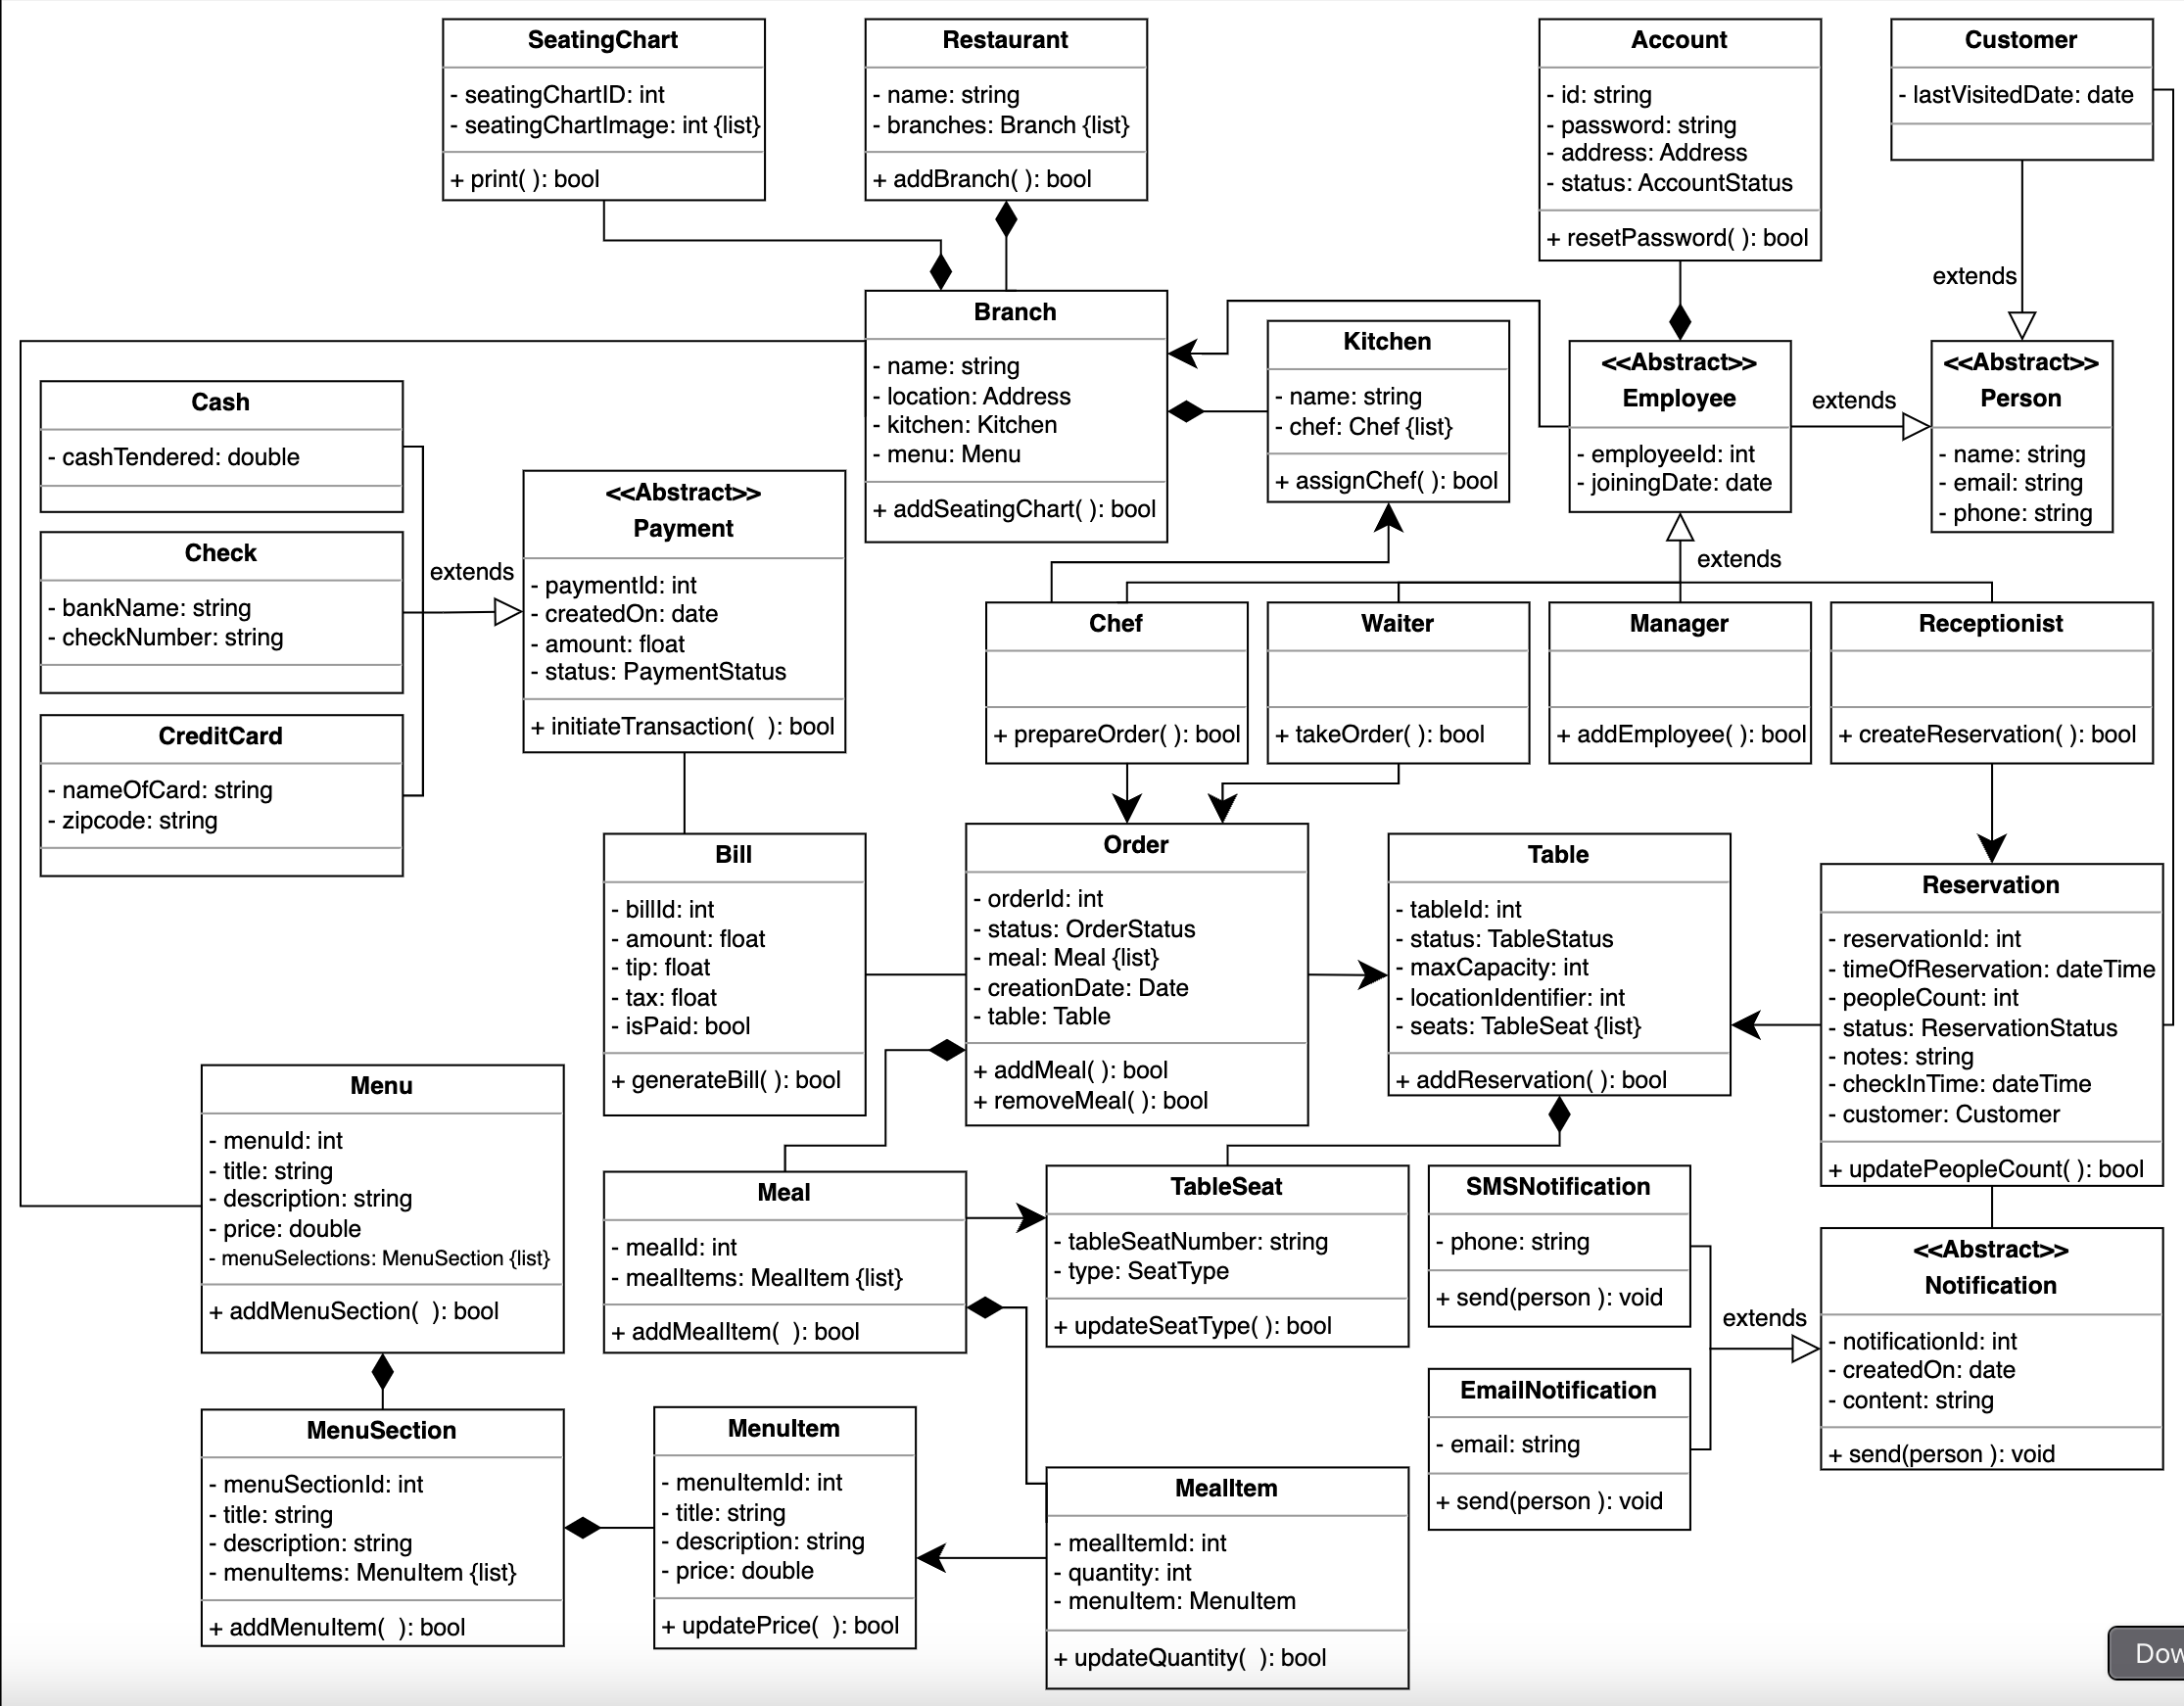 SeatingChart
- seatingChartID: int
- seatingChartImage: int {list}
+ print( ): bool
Restaurant
- name: string
- branches: Branch {list}
+ addBranch( ): bool
Account
- id: string
- password: string
- address: Address
- status: AccountStatus
+ resetPassword( ): bool
Customer
- lastVisitedDate: date
extends
Branch
- name: string
- location: Address
- kitchen: Kitchen
- menu: Menu
+ addSeatingChart( ): bool
Kitchen
- name: string
- chef: Chef {list}
+ assignChef( ): bool
<<Abstract>>
Employee
- employeeId: int
- joiningDate: date
extends
<<Abstract>>
Person
- name: string
- email: string
- phone: string
extends
Cash
- cashTendered: double
Check
- bankName: string
- checkNumber: string
CreditCard
- nameOfCard: string
- zipcode: string
extends
<<Abstract>>
Payment
- paymentId: int
- createdOn: date
- amount: float
- status: PaymentStatus
+ initiateTransaction(  ): bool
Chef
+ prepareOrder( ): bool
Waiter
+ takeOrder( ): bool
Manager
+ addEmployee( ): bool
Receptionist
+ createReservation( ): bool
Bill
- billId: int
- amount: float
- tip: float
- tax: float
- isPaid: bool
+ generateBill( ): bool
Order
- orderId: int
- status: OrderStatus
- meal: Meal {list}
- creationDate: Date
- table: Table
+ addMeal( ): bool
+ removeMeal( ): bool
Table
- tableId: int
- status: TableStatus
- maxCapacity: int
- locationIdentifier: int
- seats: TableSeat {list}
+ addReservation( ): bool
Reservation
- reservationId: int
- timeOfReservation: dateTime
- peopleCount: int
- status: ReservationStatus
- notes: string
- checkInTime: dateTime
- customer: Customer
+ updatePeopleCount( ): bool
Menu
- menuId: int
- title: string
- description: string
- price: double
- menuSelections: MenuSection {list}
+ addMenuSection(  ): bool
Meal
- mealId: int
- mealItems: MealItem {list}
+ addMealItem(  ): bool
TableSeat
- tableSeatNumber: string
- type: SeatType
+ updateSeatType( ): bool
SMSNotification
- phone: string
+ send(person ): void
extends
<<Abstract>>
Notification
- notificationId: int
- createdOn: date
- content: string
+ send(person ): void
EmailNotification
- email: string
+ send(person ): void
MenuSection
- menuSectionId: int
- title: string
- description: string
- menuItems: MenuItem {list}
+ addMenuItem(  ): bool
MenuItem
- menuItemId: int
- title: string
- description: string
- price: double
+ updatePrice(  ): bool
MealItem
- mealItemId: int
- quantity: int
- menuItem: MenuItem
+ updateQuantity(  ): bool